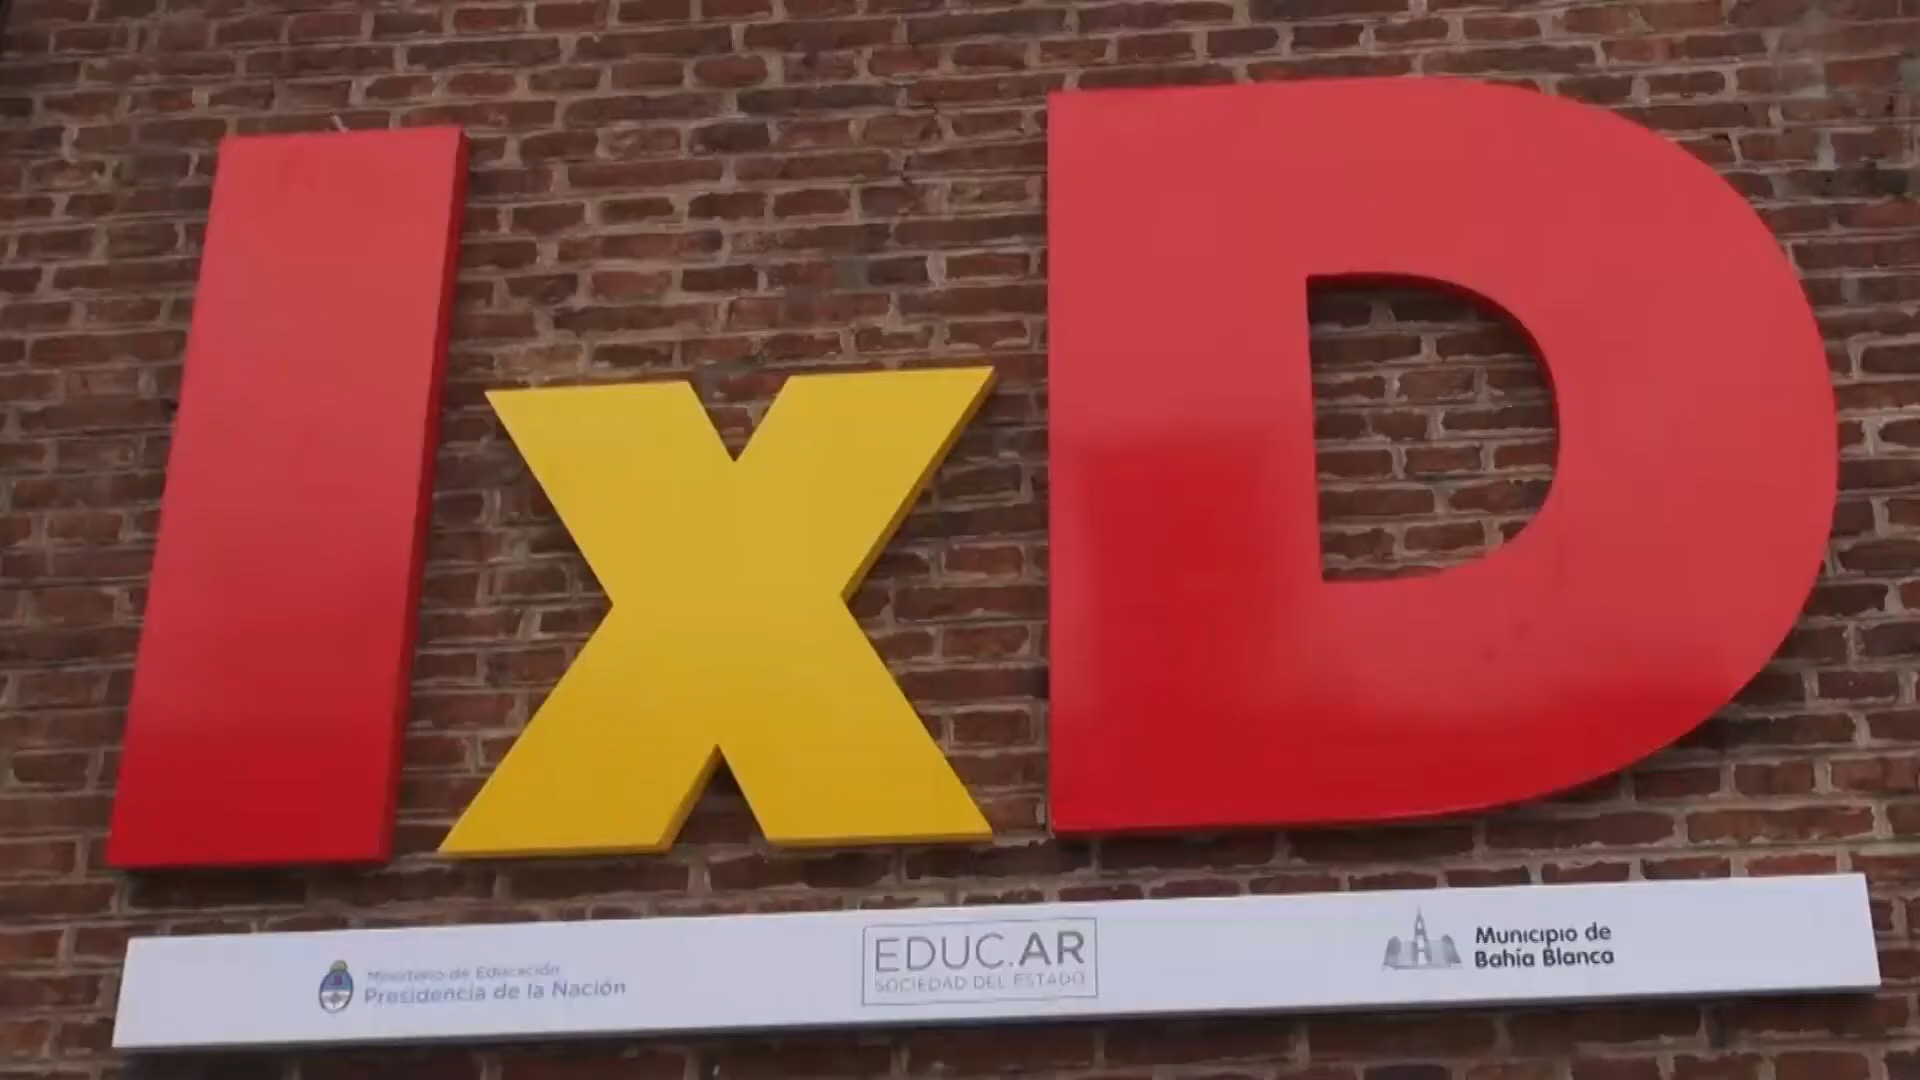 IxD
Ministerio de Educación
Presidencia de la Nación
EDUC.AR
SOCIEDAD DEL ESTADO
Municipio de
Bahía Blanca